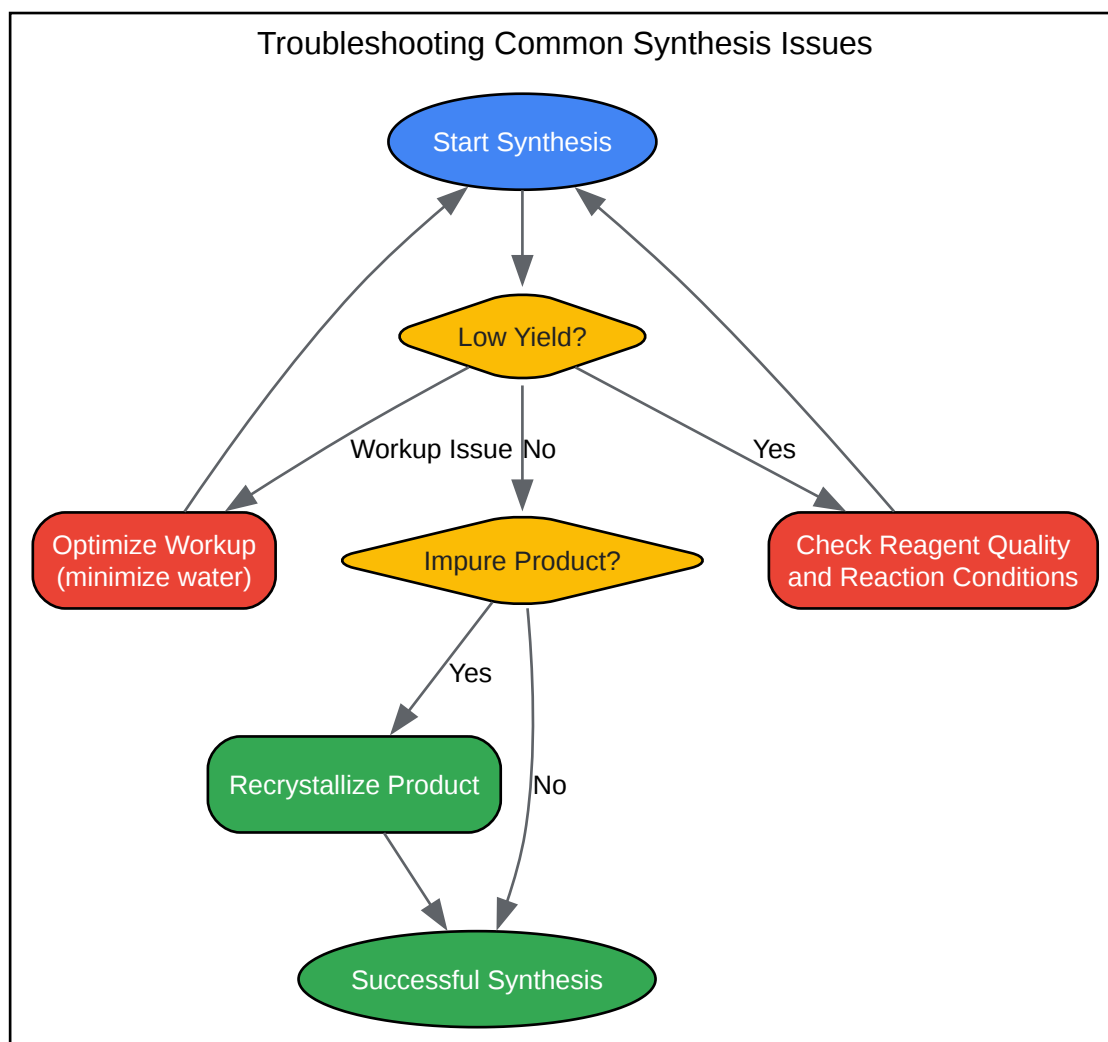 Troubleshooting Common Synthesis Issues
Start Synthesis
Low Yield?
Workup Issue
No
Yes
Optimize Workup
(minimize water)
Impure Product?
Check Reagent Quality
and Reaction Conditions
Yes
Recrystallize Product
No
Successful Synthesis